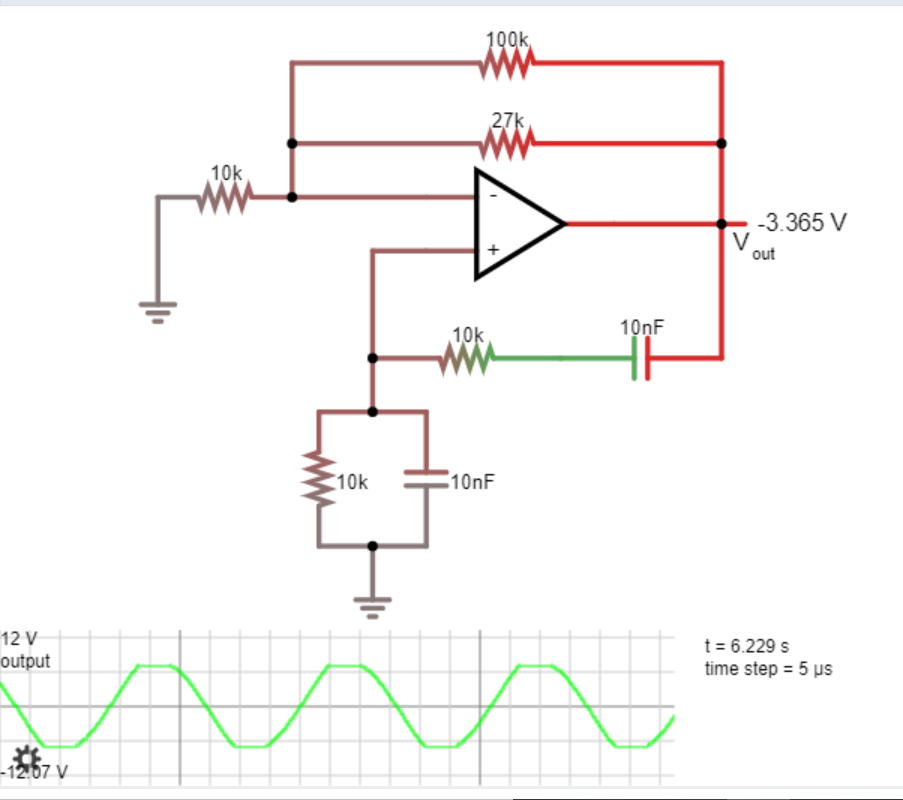 100k
27k
10k
-
+
-3.365 V
V
out
10k
10nF
10k
10nF
12 V
output
t = 6.229 s
time step = 5 μs
-12.07 V